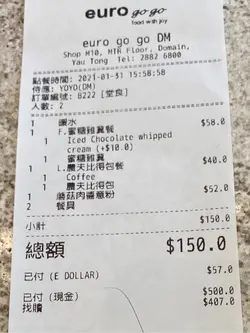 euro go go
food with joy
euro go go DM
Shop H10, MTR Floor, Domain,
Yau Tong Tel: 2882 6800
點餐時間: 2021-01-31 15:58:58
侍應: YOYO(DM)
訂單編號: B222 [堂食]
人數: 2
1 暖水 $58.0
1 F.蜜糖雞翼餐
1 Iced Chocolate whipped
cream (+$10.0)
1 蜜糖雞翼
1 L.農夫比得包餐 $40.0
1 Coffee
1 農夫比得包
1 蘑菇肉醬意粉 $52.0
2 餐具
小計 $150.0
總額 $150.0
已付 (E DOLLAR) $57.0
已付 (現金) $500.0
找贖 $407.0